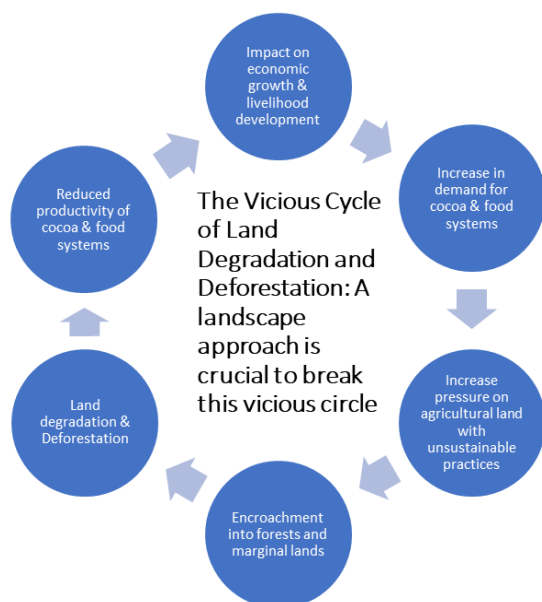 Impact on
economic
growth &
livelihood
development
Increase in
demand for
cocoa & food
systems
Increase
pressure on
agricultural land
with
unsustainable
practices
Encroachment
into forests and
marginal lands
Land
degradation &
Deforestation
Reduced
productivity of
cocoa & food
systems
The Vicious Cycle
of Land
Degradation and
Deforestation: A
landscape
approach is
crucial to break
this vicious circle